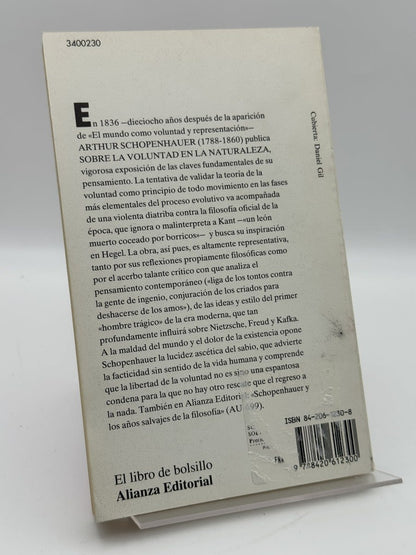 3400230
En 1836 —dieciocho años después de la aparición
de «El mundo como voluntad y representación»—
ARTHUR SCHOPENHAUER (1788-1860) publica
SOBRE LA VOLUNTAD EN LA NATURALEZA,
vigorosa exposición de las claves fundamentales de su
pensamiento. La tentativa de validar la teoría de la
voluntad como principio de todo movimiento en las fases
más elementales del proceso evolutivo va acompañada
de una violenta diatriba contra la filosofía oficial de la
época, que ignora o malinterpreta a Kant —«un león
muerto coceado por borricos»— y busca su inspiración
en Hegel. La obra, así pues, es altamente representativa,
tanto por sus reflexiones propiamente filosóficas como
por el acerbo talante crítico con que analiza el
pensamiento contemporáneo («liga de los tontos contra
la gente de ingenio, conjuración de los criados para
deshacerse de los amos»), de las ideas y estilo del primer
«hombre trágico» de la era moderna, que tan
profundamente influirá sobre Nietzsche, Freud y Kafka.
A la maldad del mundo y el dolor de la existencia opone
Schopenhauer la lucidez ascética del sabio, que advierte
la facticidad sin sentido de la vida humana y comprende
que la libertad de la voluntad no es sino una espantosa
condena para la que no hay otro rescate que el regreso a
la nada. También en Alianza Editorial: «Schopenhauer y
los años salvajes de la filosofía» (AU 699).
Cubierta: Daniel Gil
ISBN 84-206-1230-8
9 788420 612300
El libro de bolsillo
Alianza Editorial